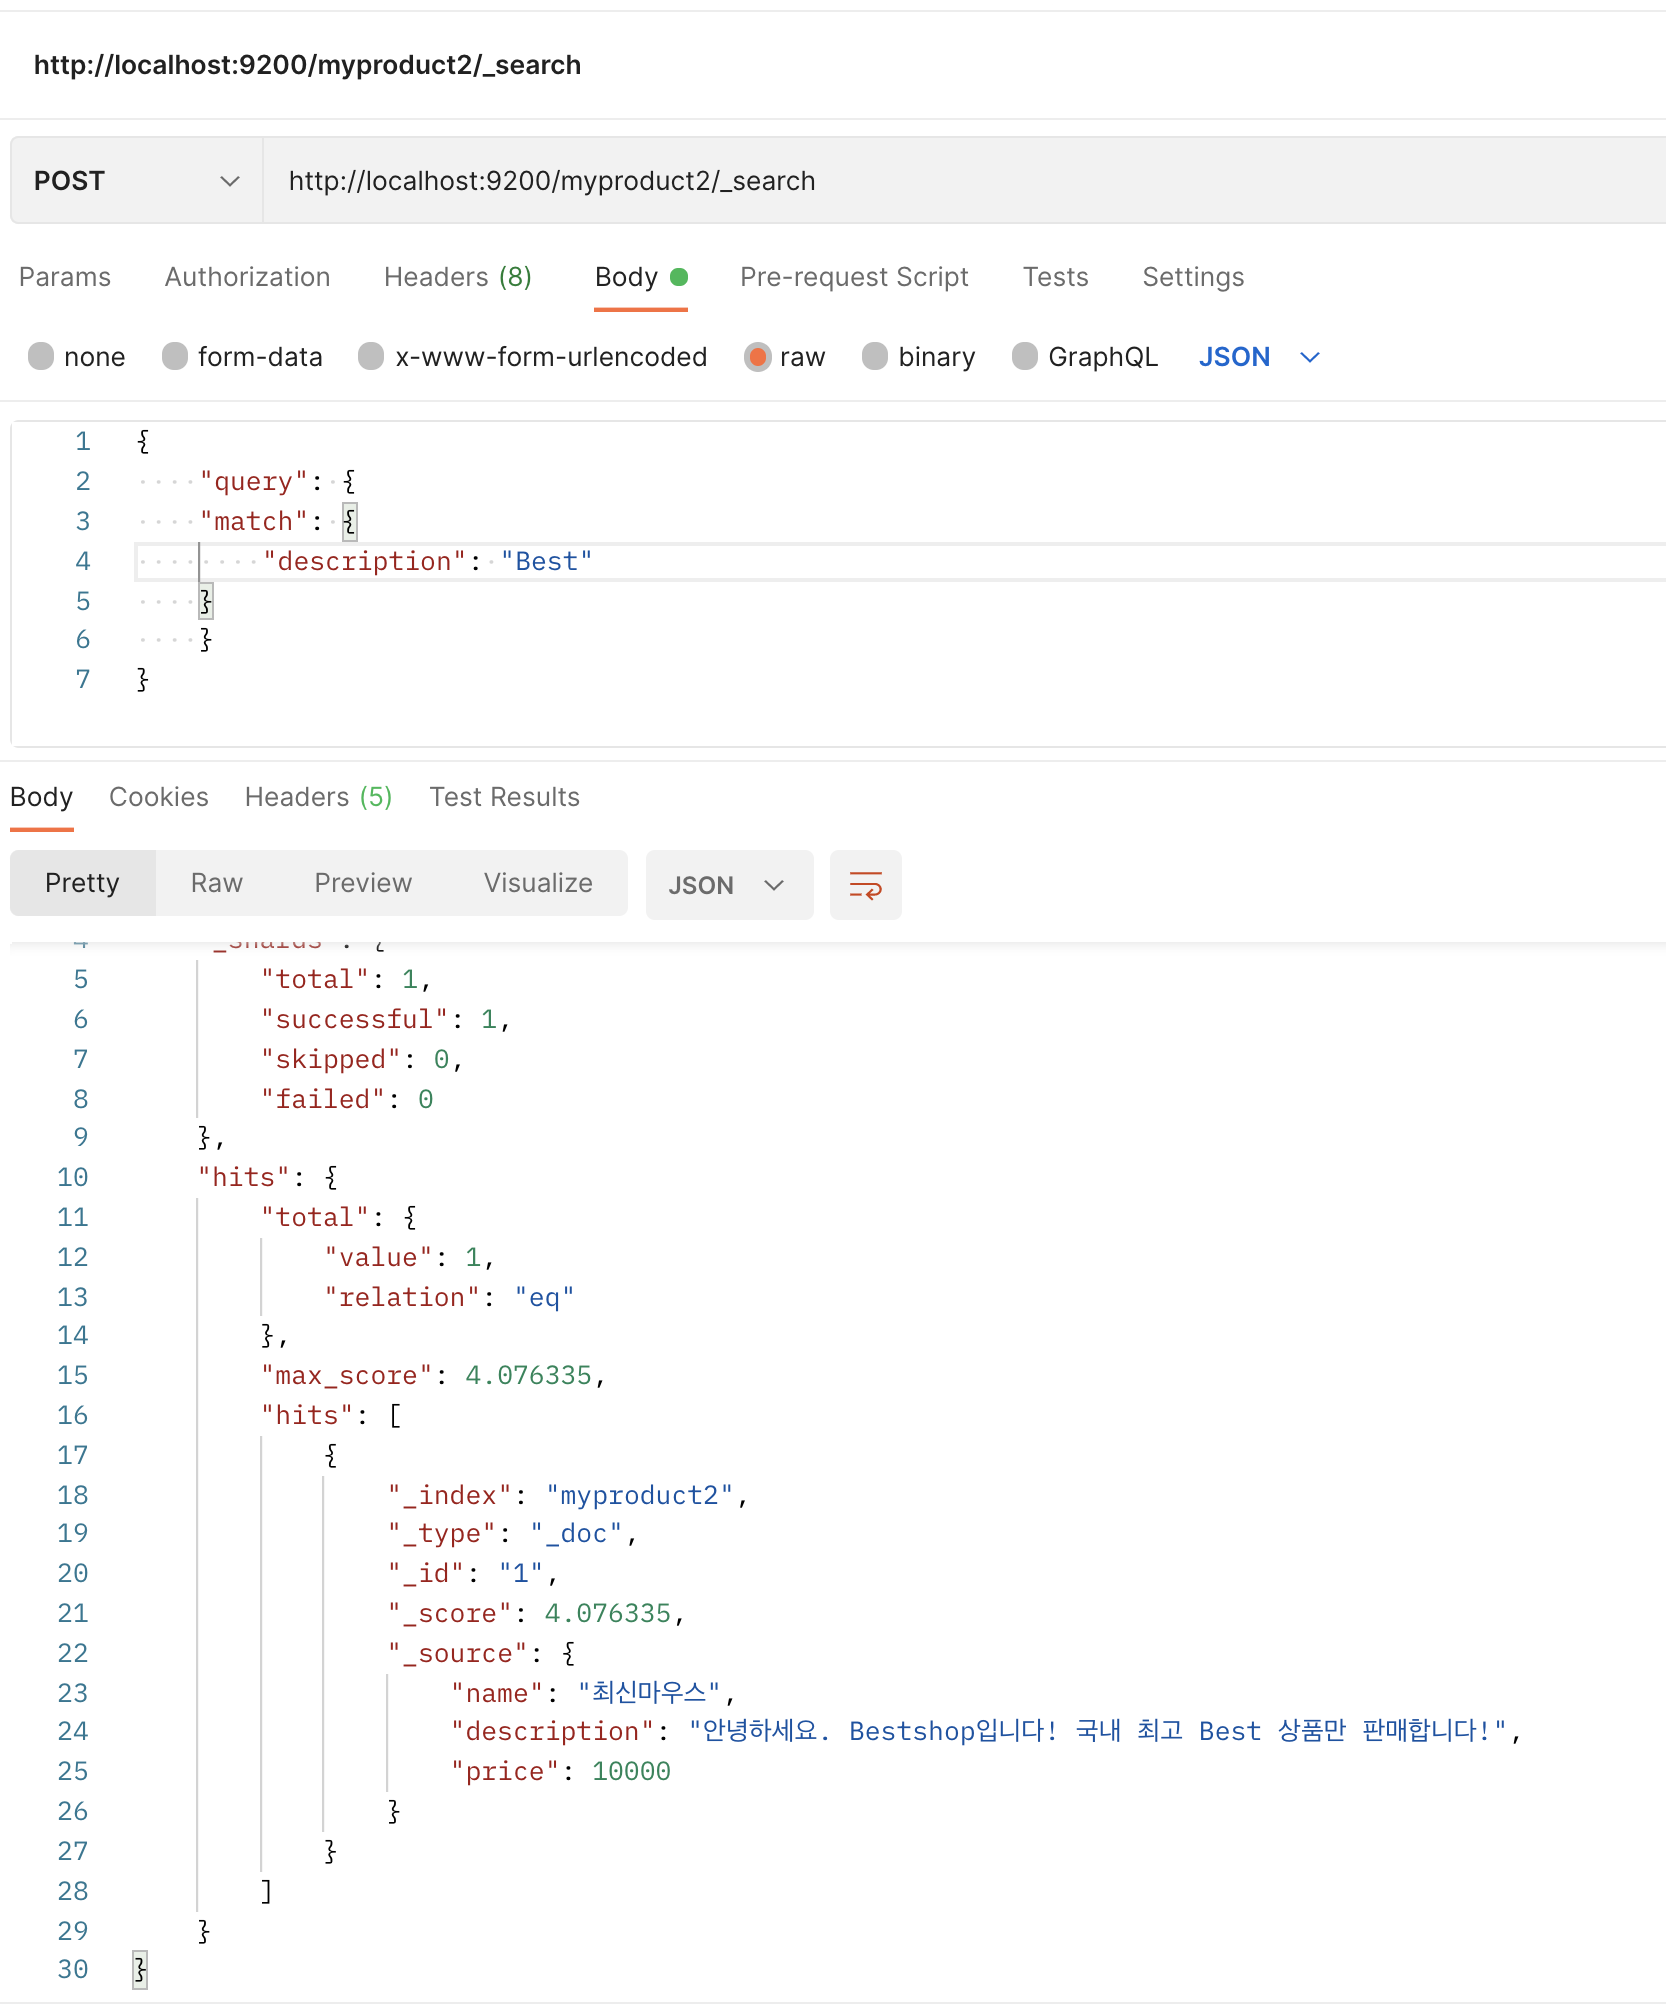 http://localhost:9200/myproduct2/_search
POST http://localhost:9200/myproduct2/_search
Params Authorization Headers (8) Body Pre-request Script Tests Settings
none form-data x-www-form-urlencoded raw binary GraphQL JSON
1 {
2 "query": {
3 "match": {
4 "description": "Best"
5 }
6 }
7 }
Body Cookies Headers (5) Test Results
Pretty Raw Preview Visualize JSON
4 "_shards": {
5 "total": 1,
6 "successful": 1,
7 "skipped": 0,
8 "failed": 0
9 },
10 "hits": {
11 "total": {
12 "value": 1,
13 "relation": "eq"
14 },
15 "max_score": 4.076335,
16 "hits": [
17 {
18 "_index": "myproduct2",
19 "_type": "_doc",
20 "_id": "1",
21 "_score": 4.076335,
22 "_source": {
23 "name": "최신마우스",
24 "description": "안녕하세요. Bestshop입니다! 국내 최고 Best 상품만 판매합니다!",
25 "price": 10000
26 }
27 }
28 ]
29 }
30 }